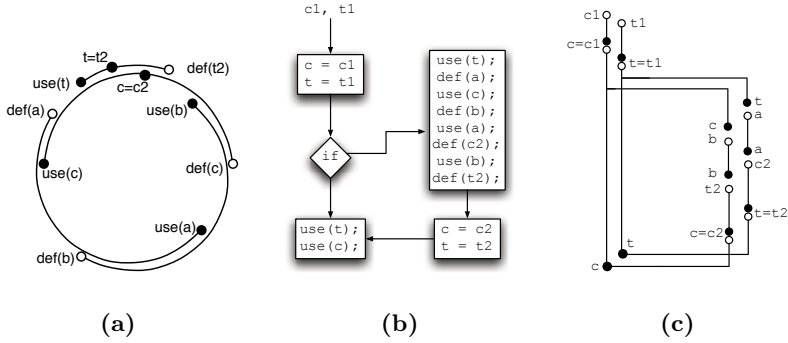 t=t2
def(t2)
use(t)
c=c2
def(a)
use(b)
use(c)
def(c)
use(a)
def(b)
(a)
c1, t1
c = c1
t = t1
if
use(t);
def(a);
use(c);
def(b);
use(a);
def(c2);
use(b);
def(t2);
use(t);
use(c);
c = c2
t = t2
(b)
c1
t1
c=c1
t=t1
t
a
c
b
a
b
c2
t2
t=t2
c=c2
t
c
(c)